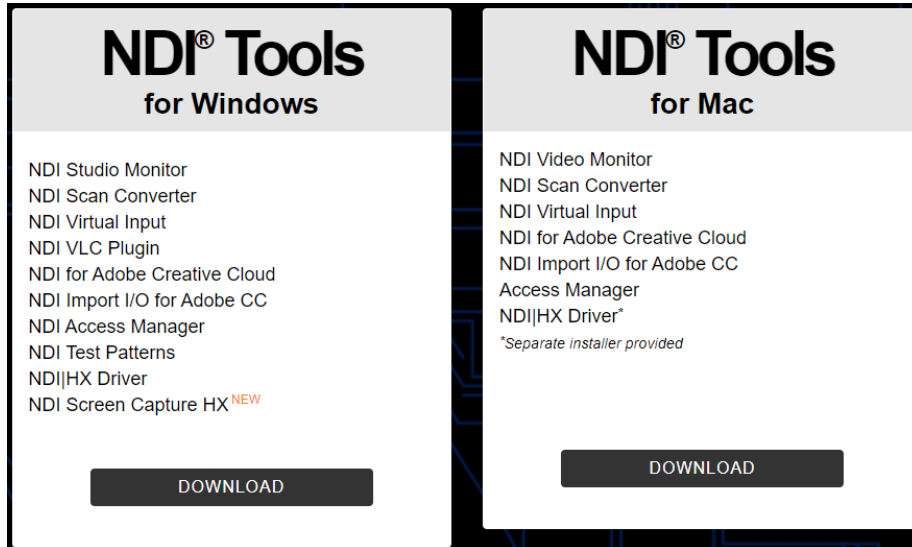 NDI® Tools
for Windows
NDI Studio Monitor
NDI Scan Converter
NDI Virtual Input
NDI VLC Plugin
NDI for Adobe Creative Cloud
NDI Import I/O for Adobe CC
NDI Access Manager
NDI Test Patterns
NDI|HX Driver
NDI Screen Capture HX NEW
DOWNLOAD
NDI® Tools
for Mac
NDI Video Monitor
NDI Scan Converter
NDI Virtual Input
NDI for Adobe Creative Cloud
NDI Import I/O for Adobe CC
Access Manager
NDI|HX Driver*
*Separate installer provided
DOWNLOAD